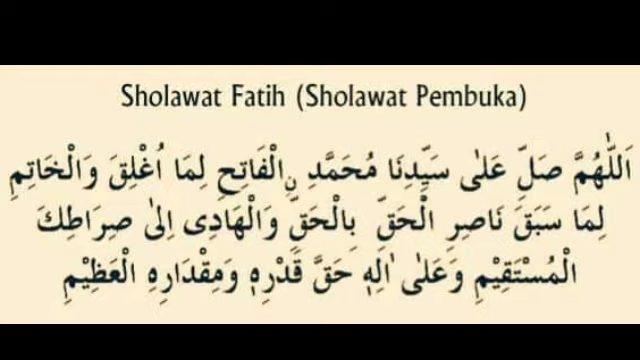 Sholawat Fatih (Sholawat Pembuka)
اَللّٰهُمَّ صَلِّ عَلٰى سَيِّدِنَا مُحَمَّدِ نِالْفَاتِحِ لِمَا اُغْلِقَ وَالْخَاتِمِ
لِمَا سَبَقَ نَاصِرِ الْحَقِّ بِالْحَقِّ وَالْهَادِى اِلٰى صِرَاطِكَ
الْمُسْتَقِيْمِ وَعَلٰى اٰلِهٖ حَقَّ قَدْرِهٖ وَمِقْدَارِهِ الْعَظِيْمِ